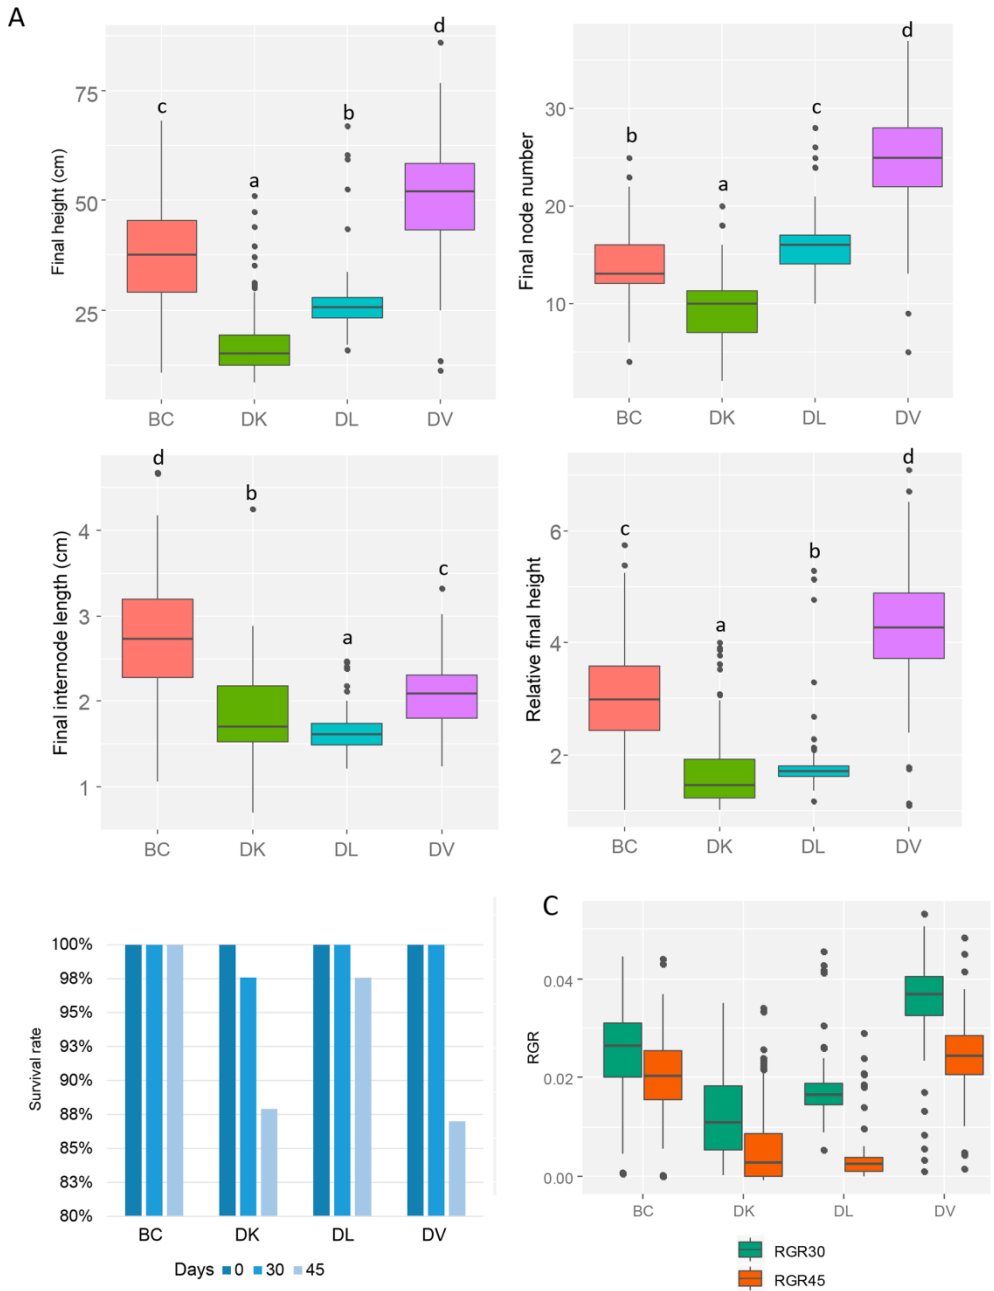 A
Final height (cm)
75
50
25
c
a
b
d
BC DK DL DV
Final node number
30
20
10
b
a
c
d
BC DK DL DV
Final internode length (cm)
4
3
2
1
d
b
a
c
BC DK DL DV
Relative final height
6
4
2
c
a
b
d
BC DK DL DV
Survival rate
100%
98%
95%
93%
90%
88%
85%
83%
80%
BC DK DL DV
Days 0 30 45
C
RGR
0.04
0.02
0.00
BC DK DL DV
RGR30
RGR45